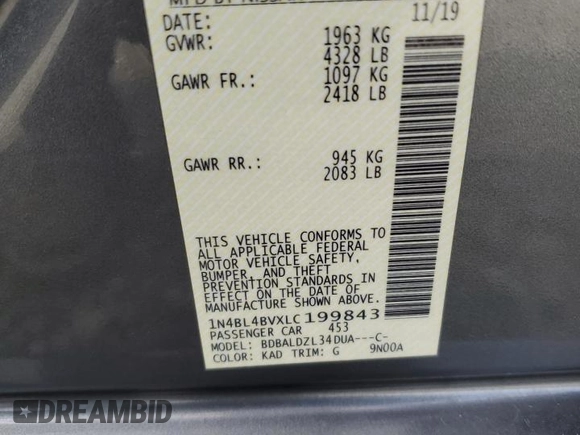 MFD BY
DATE: 11/19
GVWR: 1963 KG
4328 LB
GAWR FR.: 1097 KG
2418 LB
GAWR RR.: 945 KG
2083 LB
THIS VEHICLE CONFORMS TO
ALL APPLICABLE FEDERAL
MOTOR VEHICLE SAFETY,
BUMPER, AND THEFT
PREVENTION STANDARDS IN
EFFECT ON THE DATE OF
MANUFACTURE SHOWN ABOVE.
1N4BL4BVXLC199843
PASSENGER CAR 453
MODEL: BDBALDZL34DUA---C-
COLOR: KAD TRIM: G 9N00A
DREAMBID